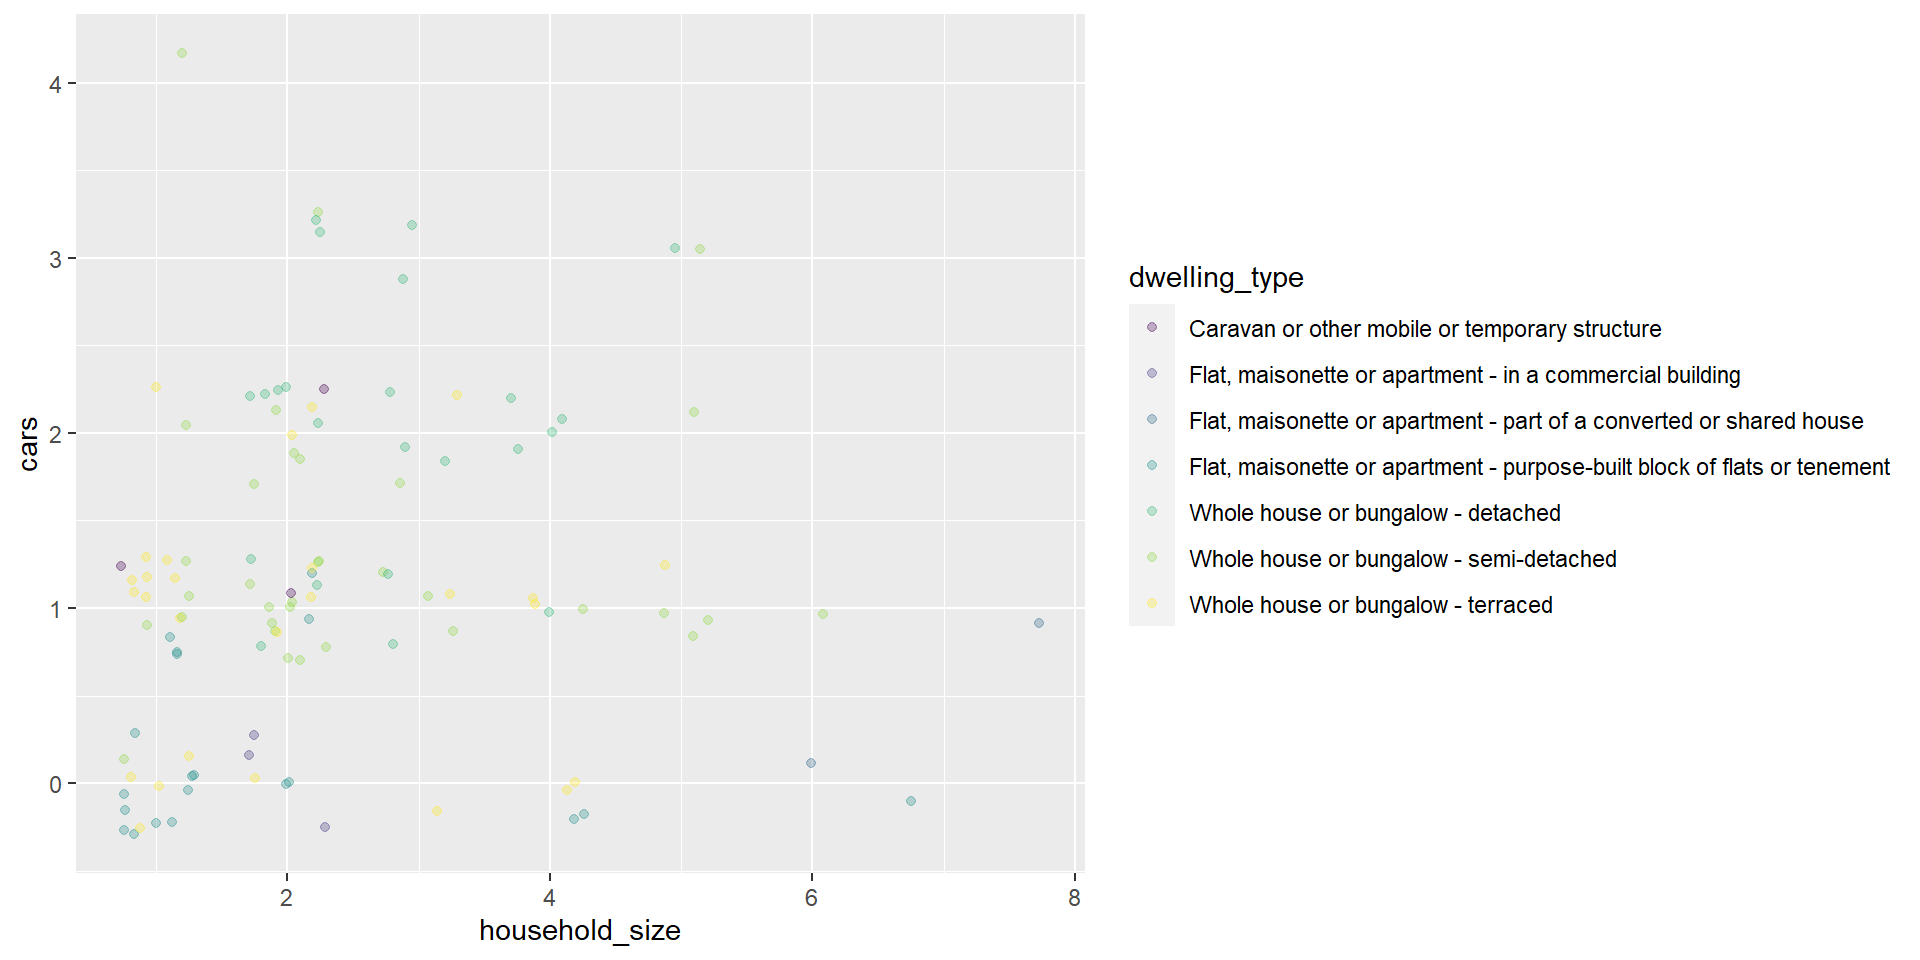 4
3
2
1
0
cars
2
4
6
8
household_size
dwelling_type
Caravan or other mobile or temporary structure
Flat, maisonette or apartment - in a commercial building
Flat, maisonette or apartment - part of a converted or shared house
Flat, maisonette or apartment - purpose-built block of flats or tenement
Whole house or bungalow - detached
Whole house or bungalow - semi-detached
Whole house or bungalow - terraced